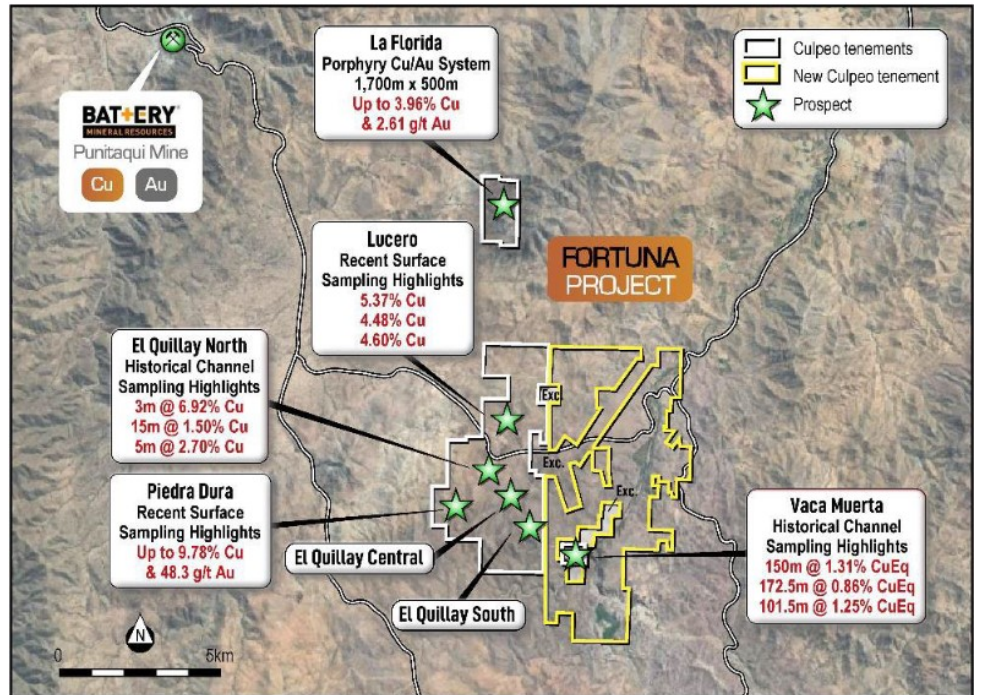 BATTERY
MINERAL RESOURCES
Punitaqui Mine
Cu
Au
La Florida
Porphyry Cu/Au System
1,700m x 500m
Up to 3.96% Cu
& 2.61 g/t Au
Culpeo tenements
New Culpeo tenement
Prospect
Lucero
Recent Surface
Sampling Highlights
5.37% Cu
4.48% Cu
4.60% Cu
FORTUNA
PROJECT
El Quillay North
Historical Channel
Sampling Highlights
3m @ 6.92% Cu
15m @ 1.50% Cu
5m @ 2.70% Cu
Exc
Exc.
Exc.
Piedra Dura
Recent Surface
Sampling Highlights
Up to 9.78% Cu
& 48.3 g/t Au
El Quillay Central
El Quillay South
Vaca Muerta
Historical Channel
Sampling Highlights
150m @ 1.31% CuEq
172.5m @ 0.86% CuEq
101.5m @ 1.25% CuEq
N
0
5km